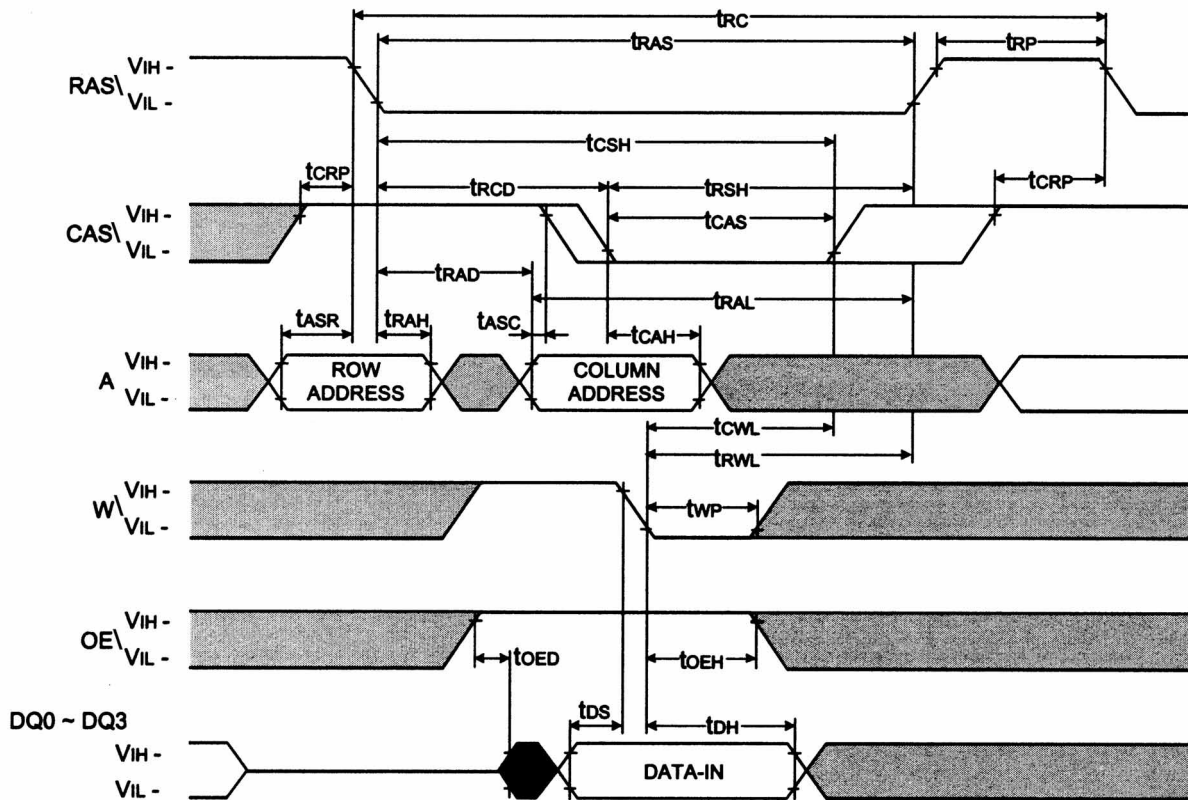 tRC
tRAS
tRP
VIH -
RAS\
VIL -
tCSH
tCRP
tRCD
tRSH
tCRP
VIH -
tCAS
CAS\
VIL -
tRAD
tRAL
tASR
tRAH
tASC
tCAH
VIH -
A
ROW
ADDRESS
COLUMN
ADDRESS
VIL -
tCWL
tRWL
VIH -
W\
tWP
VIL -
VIH -
OE\
VIL -
tOED
tOEH
DQ0 ~ DQ3
tDS
tDH
VIH -
DATA-IN
VIL -